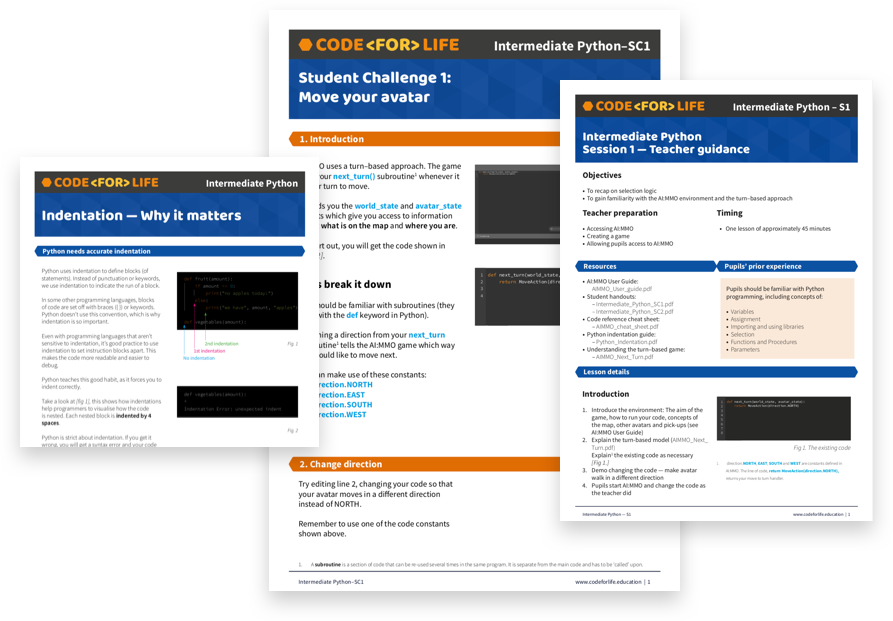 CODE <FOR> LIFE
Intermediate Python
Indentation — Why it matters
Python needs accurate indentation
Python uses indentation to define blocks (of
statements). Instead of punctuation or keywords,
we use indentation to indicate the run of a block.
In some other programming languages, blocks
of code are set off with braces ({ }) or keywords.
Python doesn't use this convention, which is why
indentation is so important.
Even with programming languages that aren't
sensitive to indentation, it's good practice to use
indentation to set instruction blocks apart. This
makes the code more readable and easier to
debug.
Python teaches this good habit, as it forces you to
indent correctly.
Take a look at [fig 1], this shows how indentations
help programmers to visualise how the code
is nested. Each nested block is indented by 4
spaces.
Python is strict about indentation. If you get it
wrong, you will get a syntax error and your code
def fruit(amount):
def vegetables(amount):
2nd indentation
1st indentation
No indentation
Fig. 1
def vegetables(amount):
Indentation Error: unexpected indent
Fig. 2
CODE <FOR> LIFE
Intermediate Python–SC1
Student Challenge 1:
Move your avatar
1. Introduction
O uses a turn–based approach. The game
our next_turn() subroutine¹ whenever it
r turn to move.
ds you the world_state and avatar_state
ts which give you access to information
what is on the map and where you are.
rt out, you will get the code shown in
s break it down
hould be familiar with subroutines (they
with the def keyword in Python).
ning a direction from your next_turn
utine¹ tells the AI:MMO game which way
ould like to move next.
an make use of these constants:
rection.NORTH
rection.EAST
rection.SOUTH
rection.WEST
1 def next_turn(world_state,
2 return MoveAction(direct
3
4
2. Change direction
Try editing line 2, changing your code so that
your avatar moves in a different direction
instead of NORTH.
Remember to use one of the code constants
shown above.
1. A subroutine is a section of code that can be re-used several times in the same program. It is separate from the main code and has to be 'called' upon.
Intermediate Python–SC1
www.codeforlife.education | 1
CODE <FOR> LIFE
Intermediate Python – S1
Intermediate Python
Session 1 — Teacher guidance
Objectives
• To recap on selection logic
• To gain familiarity with the AI:MMO environment and the turn–based approach
Teacher preparation
• Accessing AI:MMO
• Creating a game
• Allowing pupils access to AI:MMO
Timing
• One lesson of approximately 45 minutes
Resources
• AI:MMO User Guide:
AIMMO_User_guide.pdf
• Student handouts:
– Intermediate_Python_SC1.pdf
– Intermediate_Python_SC2.pdf
• Code reference cheat sheet:
– AIMMO_cheat_sheet.pdf
• Python indentation guide:
– Python_Indentation.pdf
• Understanding the turn–based game:
– AIMMO_Next_Turn.pdf
Pupils' prior experience
Pupils should be familiar with Python
programming, including concepts of:
• Variables
• Assignment
• Importing and using libraries
• Selection
• Functions and Procedures
• Parameters
Lesson details
Introduction
1. Introduce the environment: The aim of the
game, how to run your code, concepts of
the map, other avatars and pick-ups (see
AI:MMO User Guide)
2. Explain the turn-based model (AIMMO_Next_
Turn.pdf)
Explain¹ the existing code as necessary
[Fig 1.]
3. Demo changing the code — make avatar
walk in a different direction
4. Pupils start AI:MMO and change the code as
the teacher did
Fig 1. The existing code
1. direction NORTH, EAST, SOUTH and WEST are constants defined in
AI:MMO. The line of code, return MoveAction(direction.NORTH),
returns your move to turn handler.
Intermediate Python — S1
www.codeforlife.education | 1